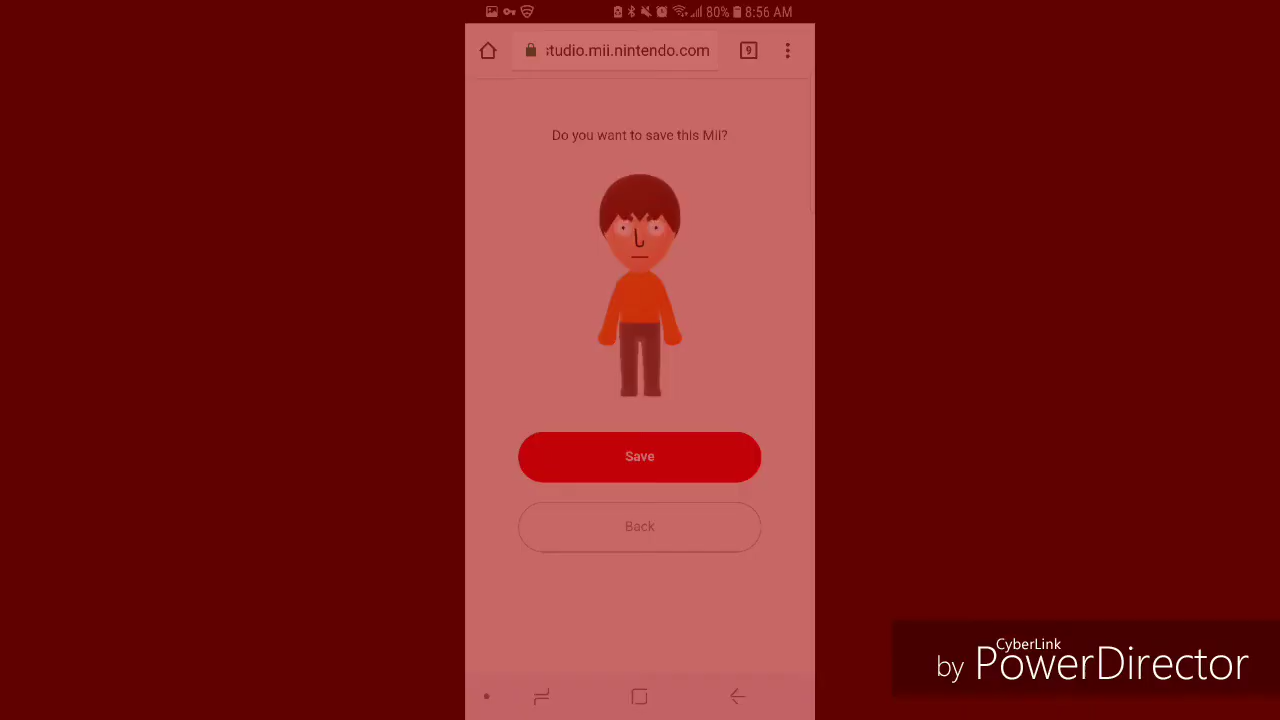 80% 8:56 AM
studio.mii.nintendo.com
9
Do you want to save this Mii?
Save
Back
CyberLink
by PowerDirector